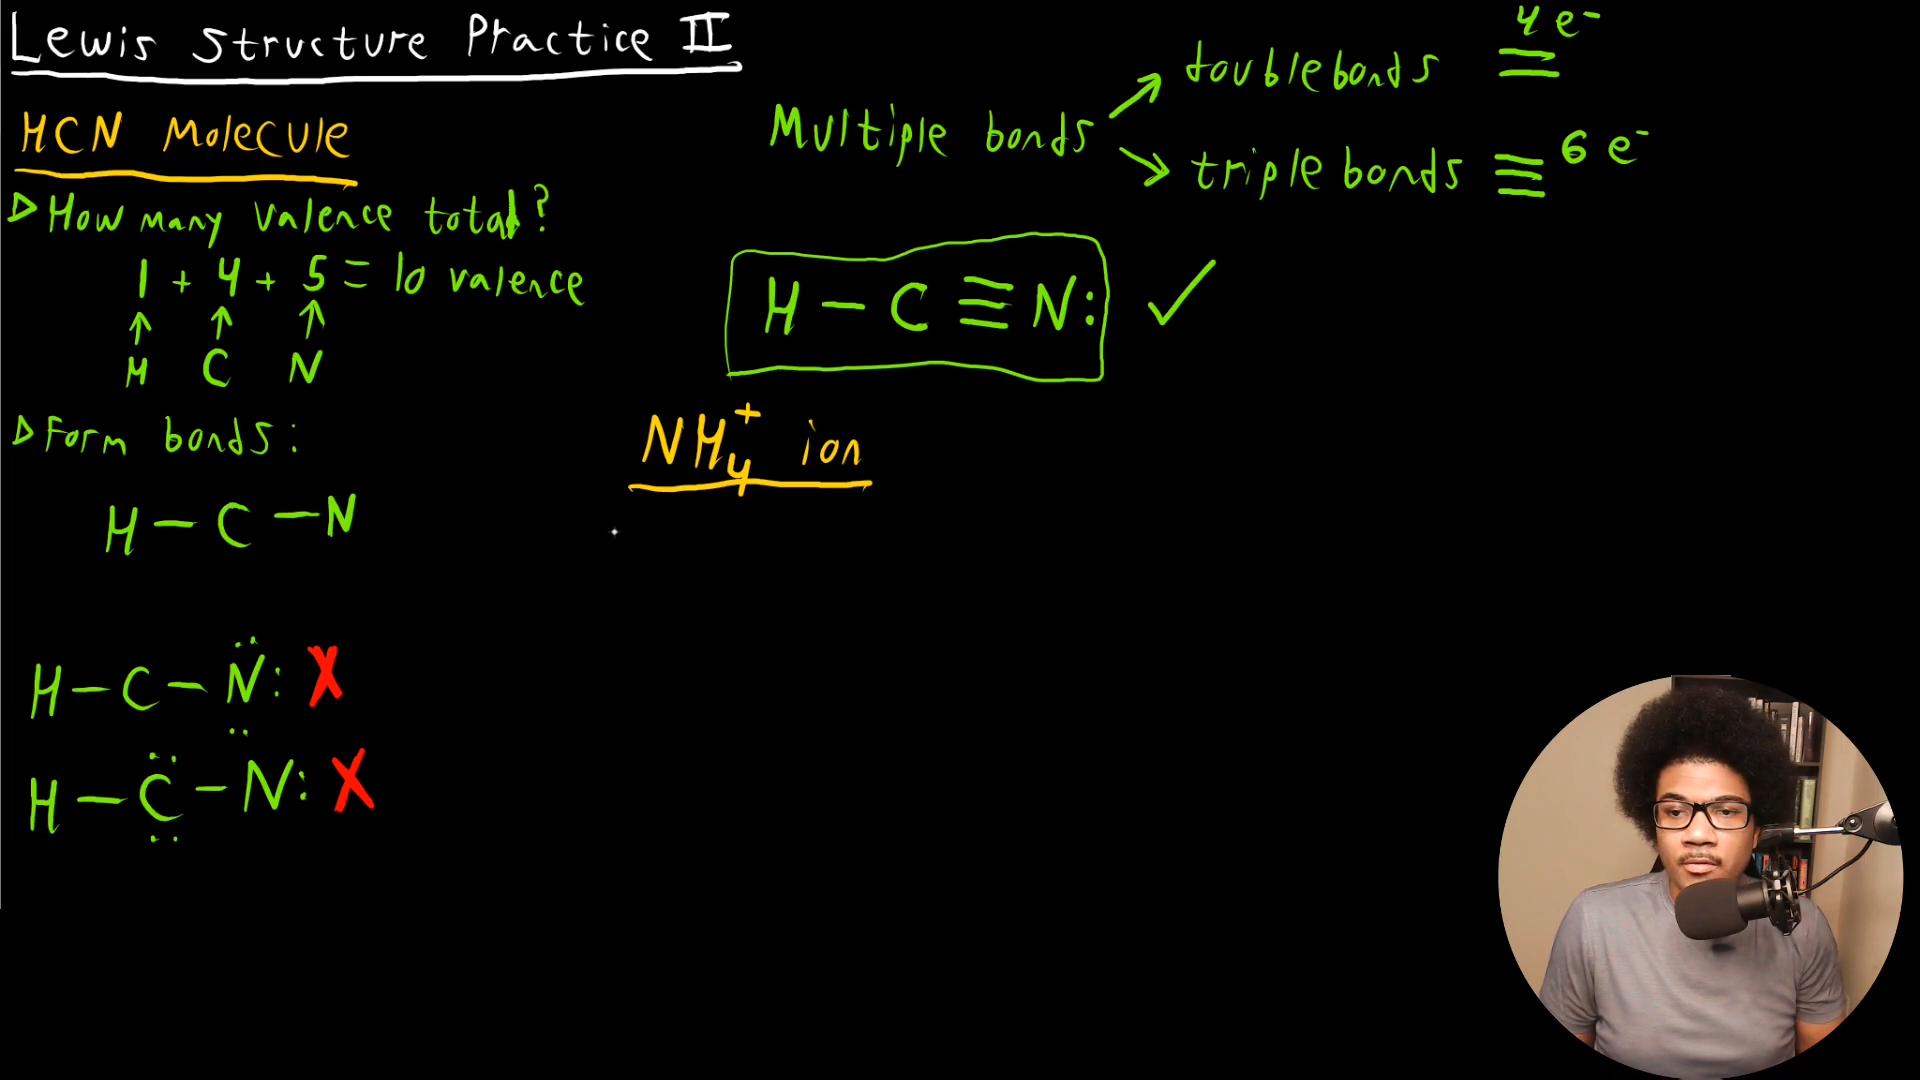 Lewis Structure Practice II
HCN Molecule
▷ How many valence total?
1 + 4 + 5 = 10 valence
↑ ↑ ↑
H C N
▷ Form bonds:
H – C – N
H – C – N̈: X
H – C̈ – N: X
Multiple bonds
double bonds = 4 e⁻
triple bonds ≡ 6 e⁻
H – C ≡ N: ✓
NH₄⁺ ion